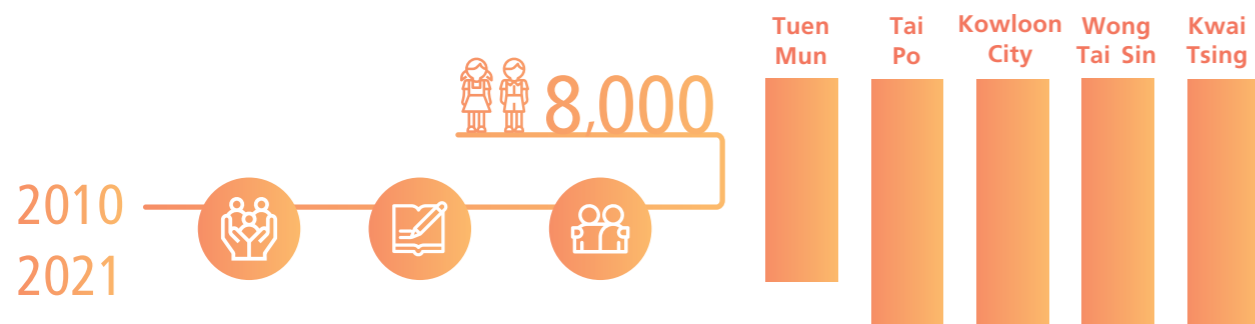 2010
2021
8,000
Tuen
Mun
Tai
Po
Kowloon
City
Wong
Tai Sin
Kwai
Tsing